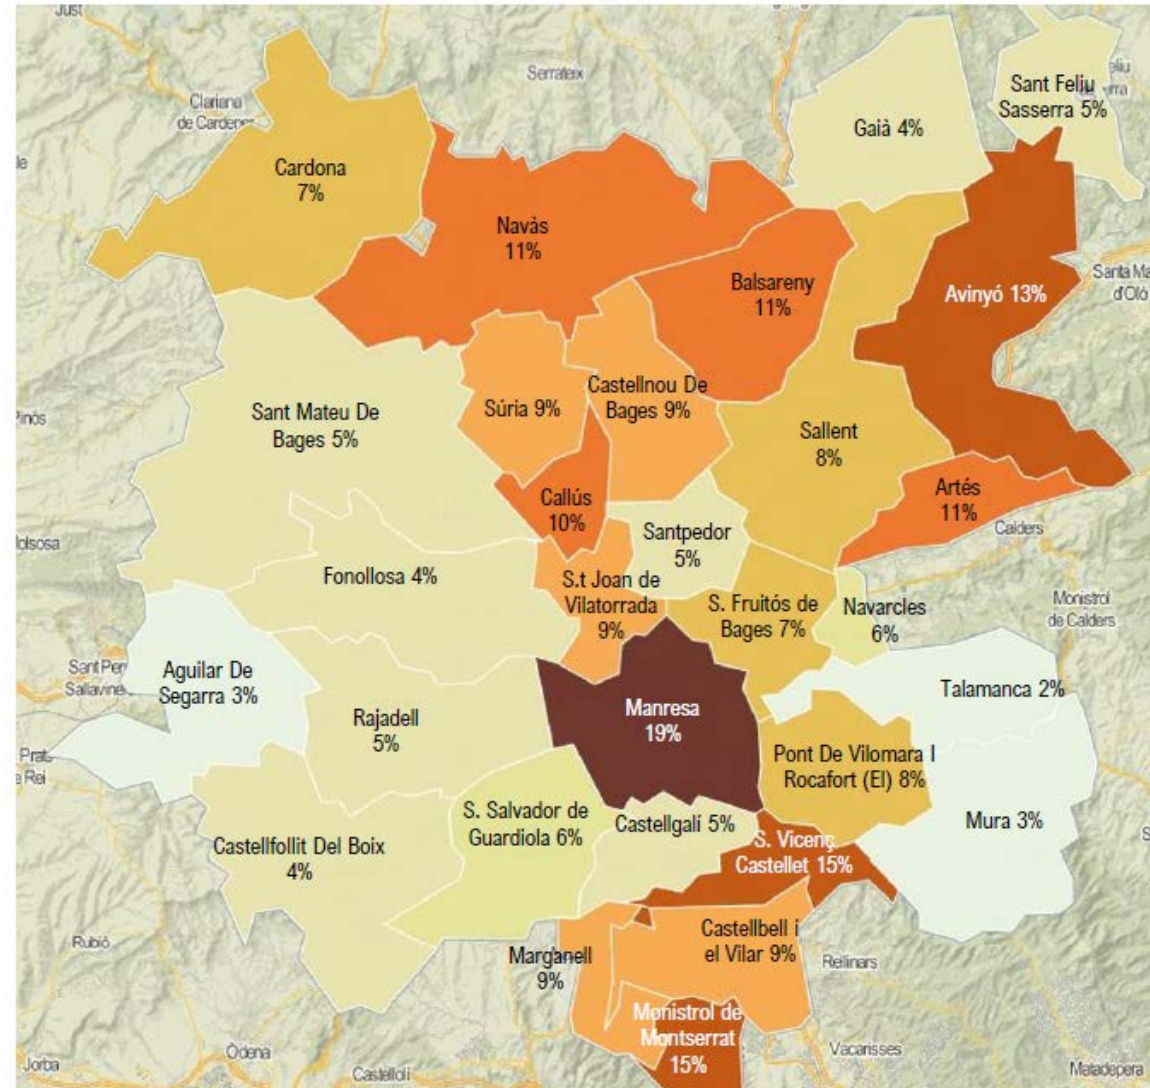 Just
Serrateix
Clariana
de Cardener
Sant Feliu
Sasserra 5%
Gaià 4%
Cardona
7%
Navàs
11%
Balsareny
11%
Avinyó 13%
Santa Ma
d'Oló
Pinós
Sant Mateu De
Bages 5%
Súria 9%
Castellnou De
Bages 9%
Sallent
8%
Callús
10%
Artés
11%
Santpedor
5%
Calders
Molsosa
Fonollosa 4%
S.t Joan de
Vilatorrada
9%
S. Fruitós de
Bages 7%
Navarcles
6%
Monistrol
de Calders
Sant Per
Sallavine
Aguilar De
Segarra 3%
Rajadell
5%
Manresa
19%
Talamanca 2%
Prats
e Rei
Pont De Vilomara I
Rocafort (El) 8%
Mura 3%
S. Salvador de
Guardiola 6%
Castellgalí 5%
Castellfollit Del Boix
4%
S. Vicenç
Castellet 15%
Rubió
Marganell
9%
Castellbell i
el Vilar 9%
Rellinars
Monistrol de
Montserrat
15%
Jorba
Òdena
Castellolí
Vacarisses
Matadepera